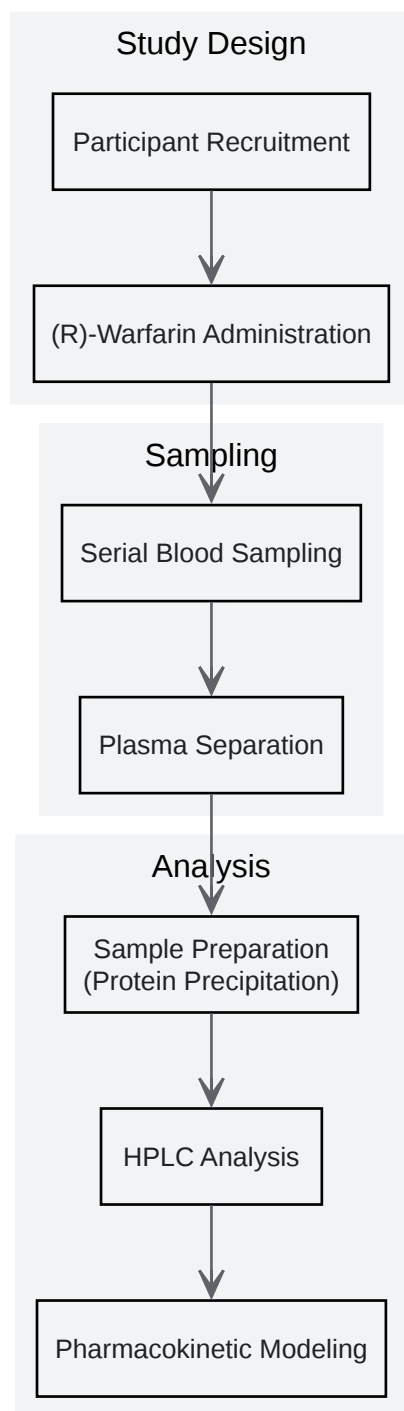 Study Design
Participant Recruitment
(R)-Warfarin Administration
Sampling
Serial Blood Sampling
Plasma Separation
Analysis
Sample Preparation
(Protein Precipitation)
HPLC Analysis
Pharmacokinetic Modeling